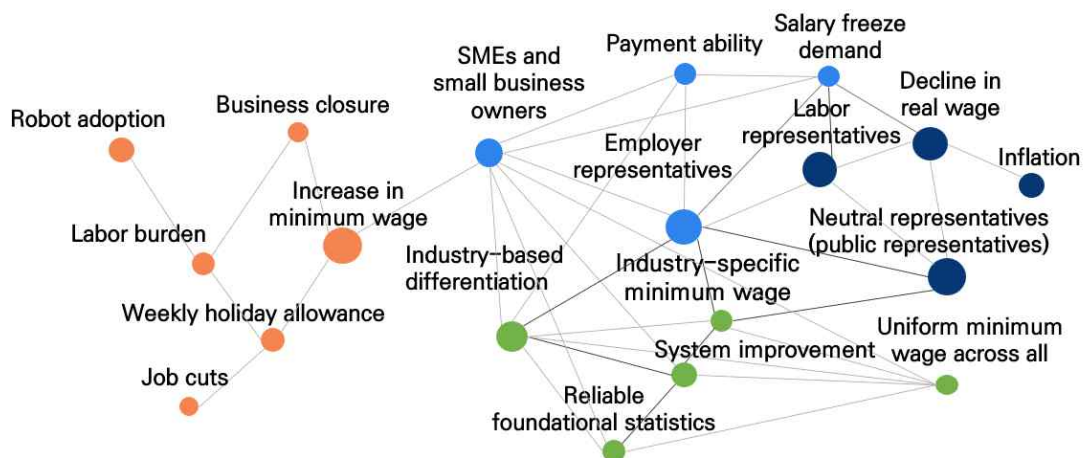 Robot adoption
Business closure
Labor burden
Increase in
minimum wage
Weekly holiday allowance
Job cuts
SMEs and
small business
owners
Payment ability
Salary freeze
demand
Decline in
real wage
Labor
representatives
Employer
representatives
Inflation
Neutral representatives
(public representatives)
Industry-based
differentiation
Industry-specific
minimum wage
System improvement
Uniform minimum
wage across all
Reliable
foundational statistics